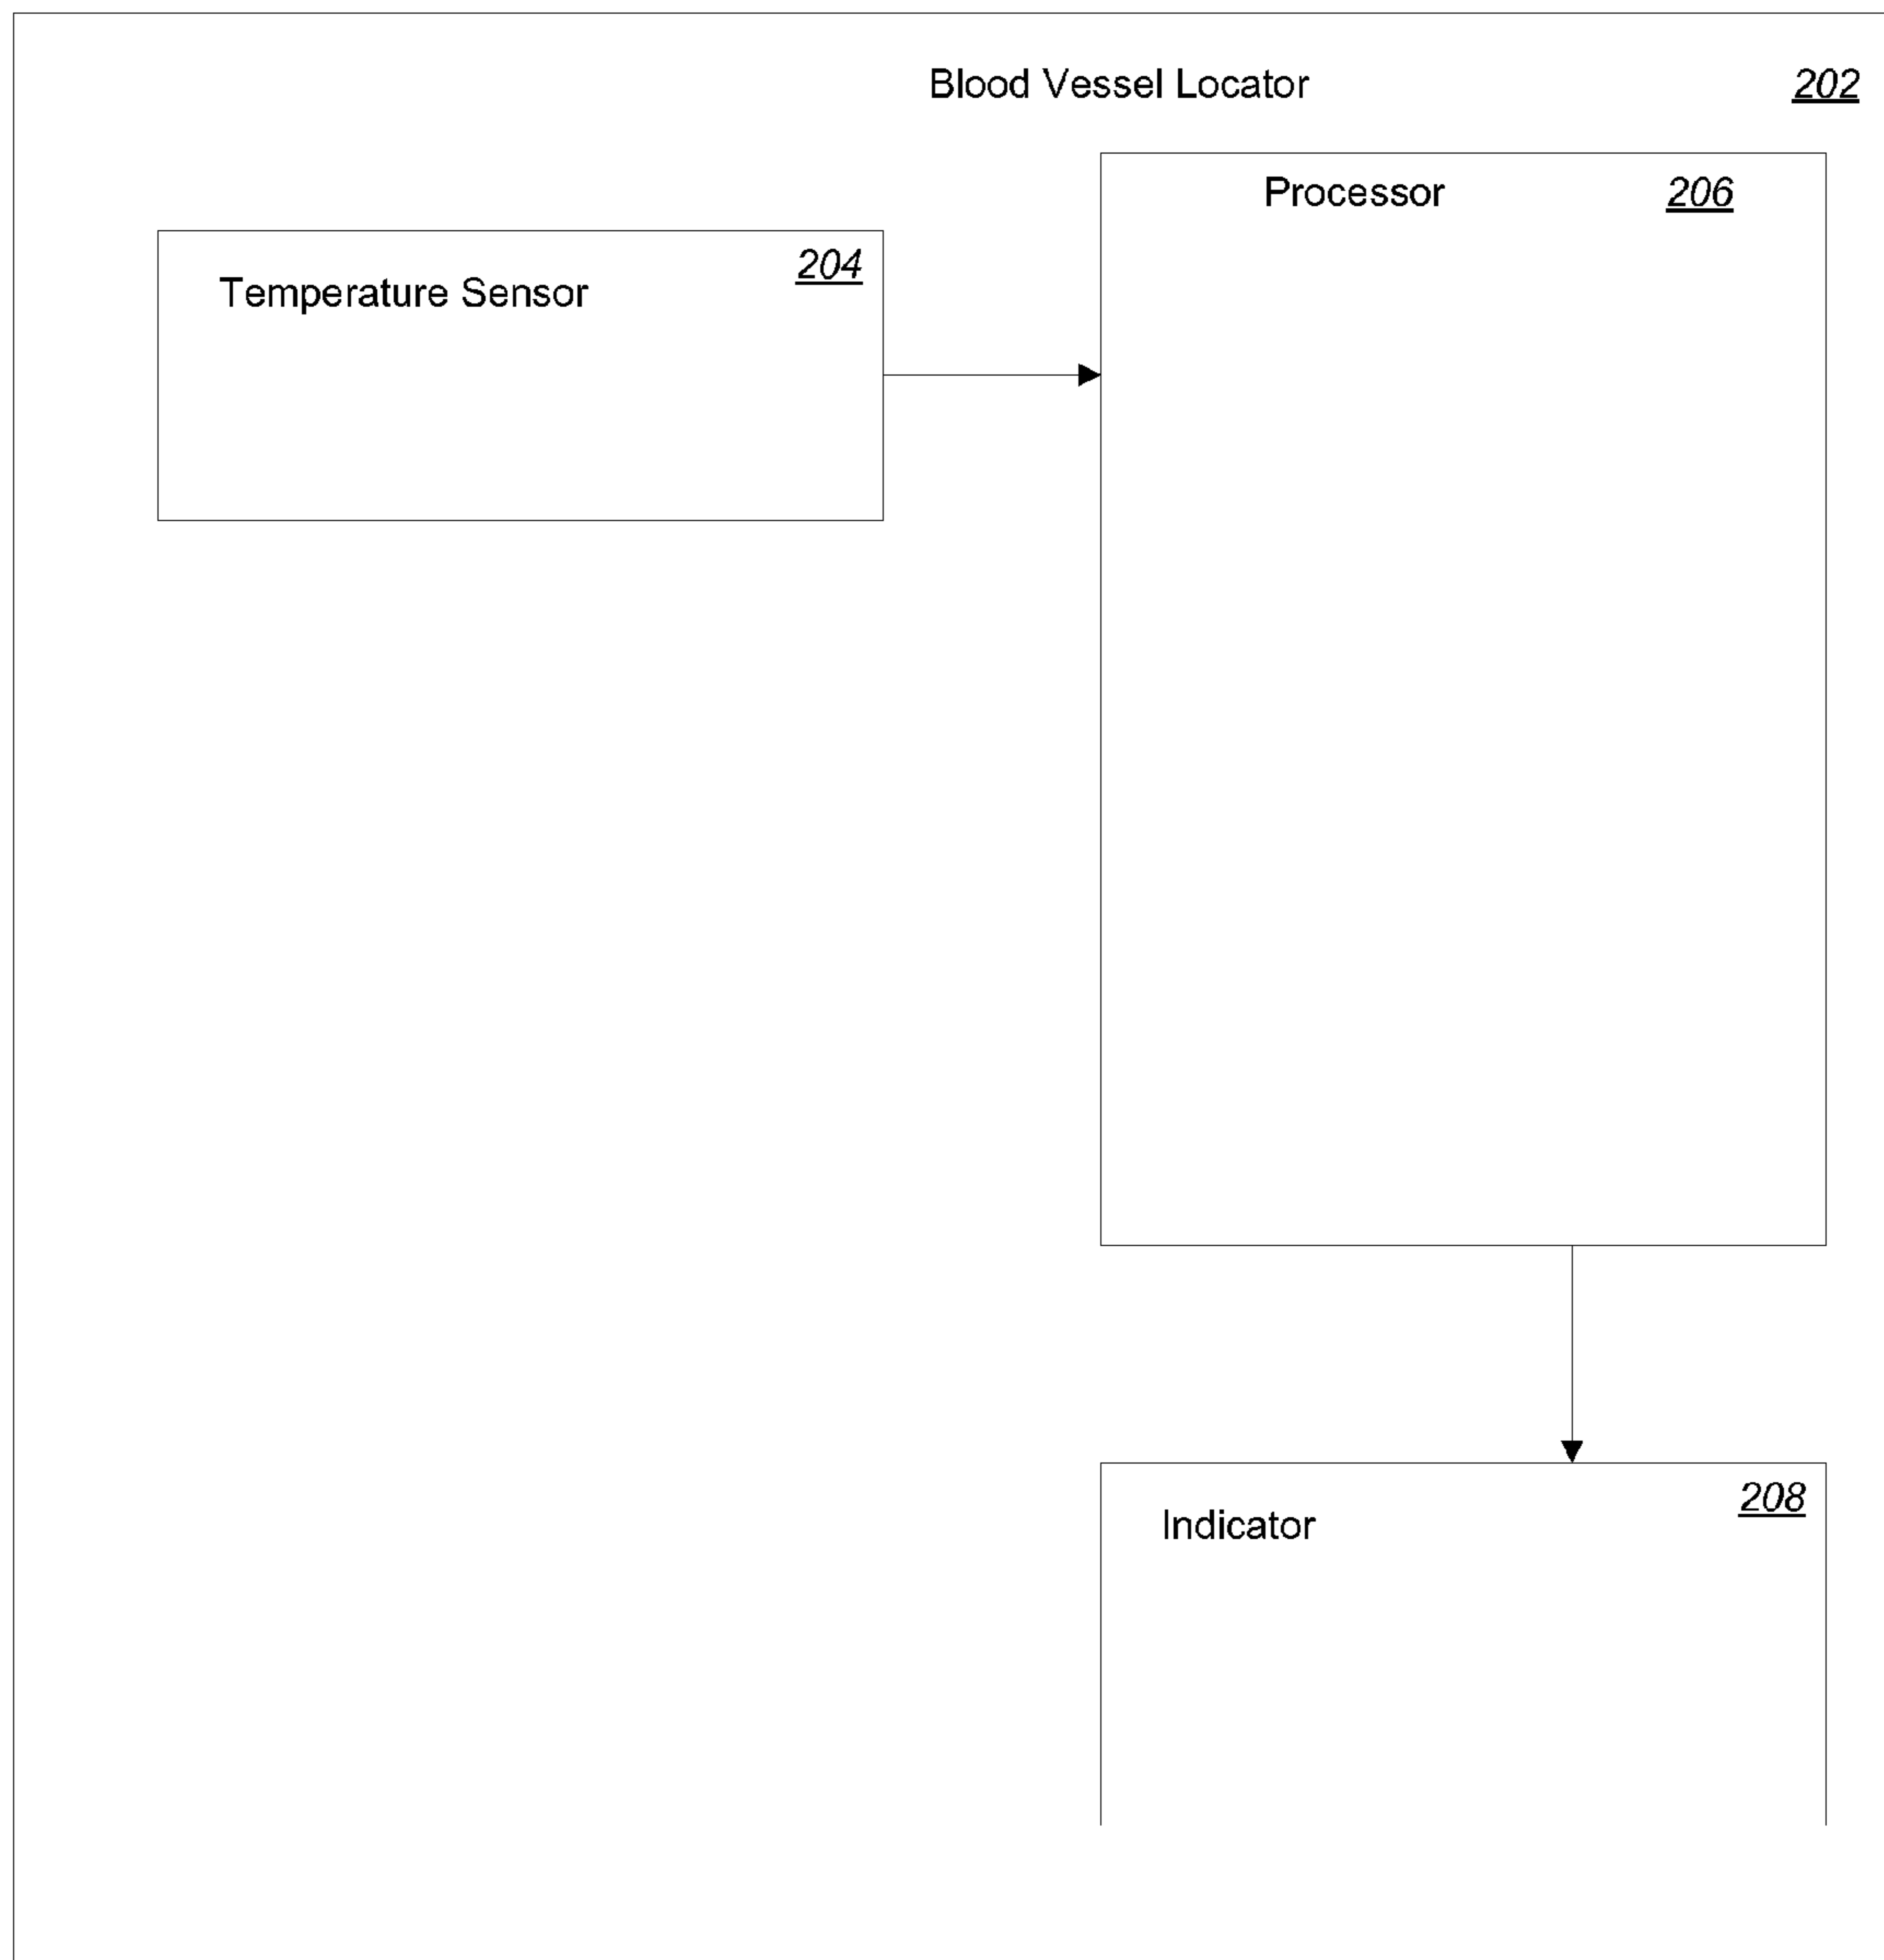 Blood Vessel Locator 202
Processor 206
Temperature Sensor 204
Indicator 208